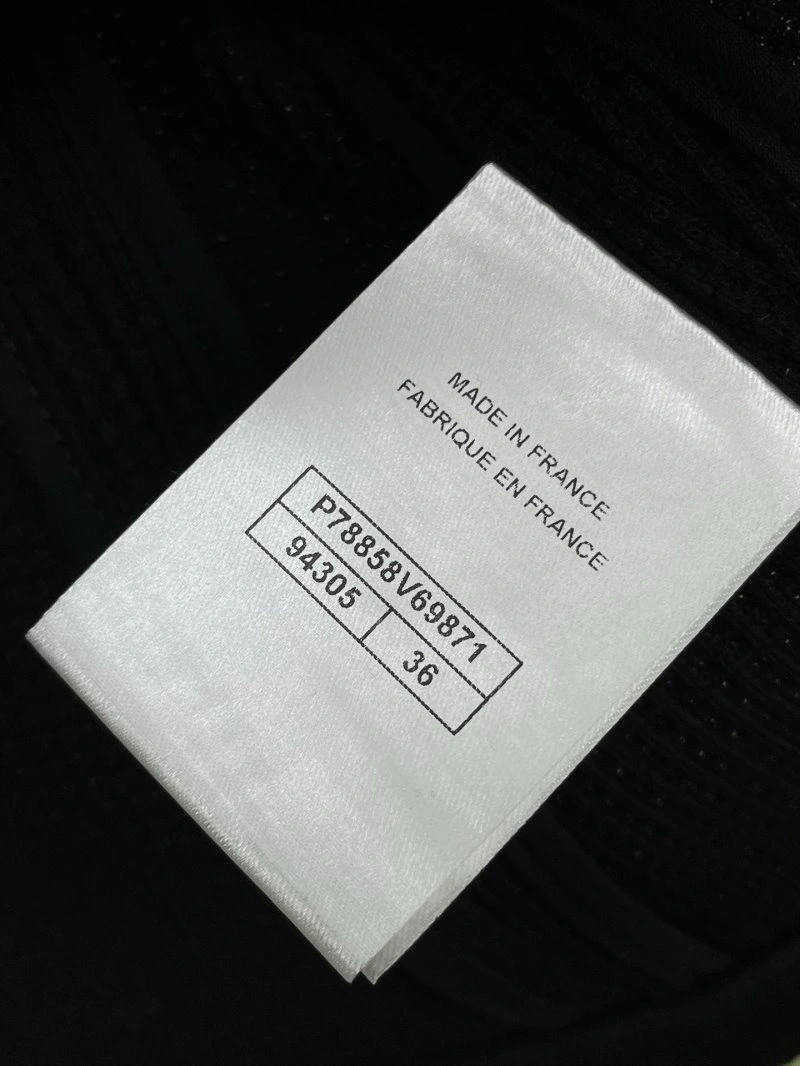 MADE IN FRANCE
FABRIQUE EN FRANCE
P78858V69871
94305 36